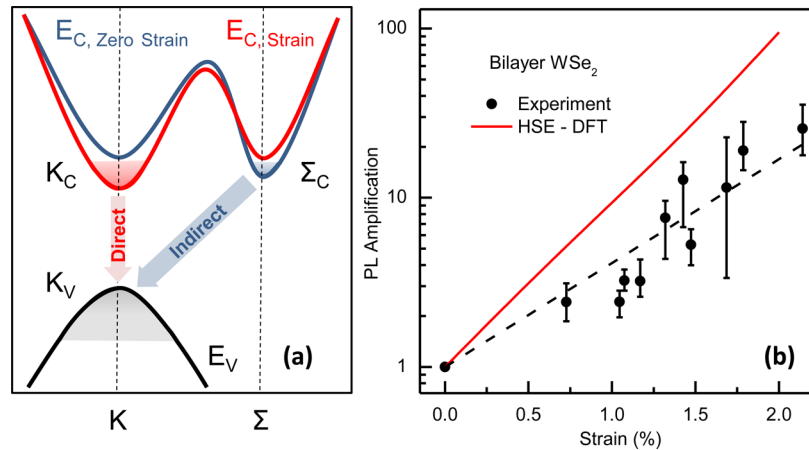 E_C, Zero Strain E_C, Strain
K_C Σ_C
Direct
Indirect
K_V
E_V (a)
K Σ
100
10
1
PL Amplification
Bilayer WSe₂
Experiment
HSE - DFT
(b)
0.0 0.5 1.0 1.5 2.0
Strain (%)